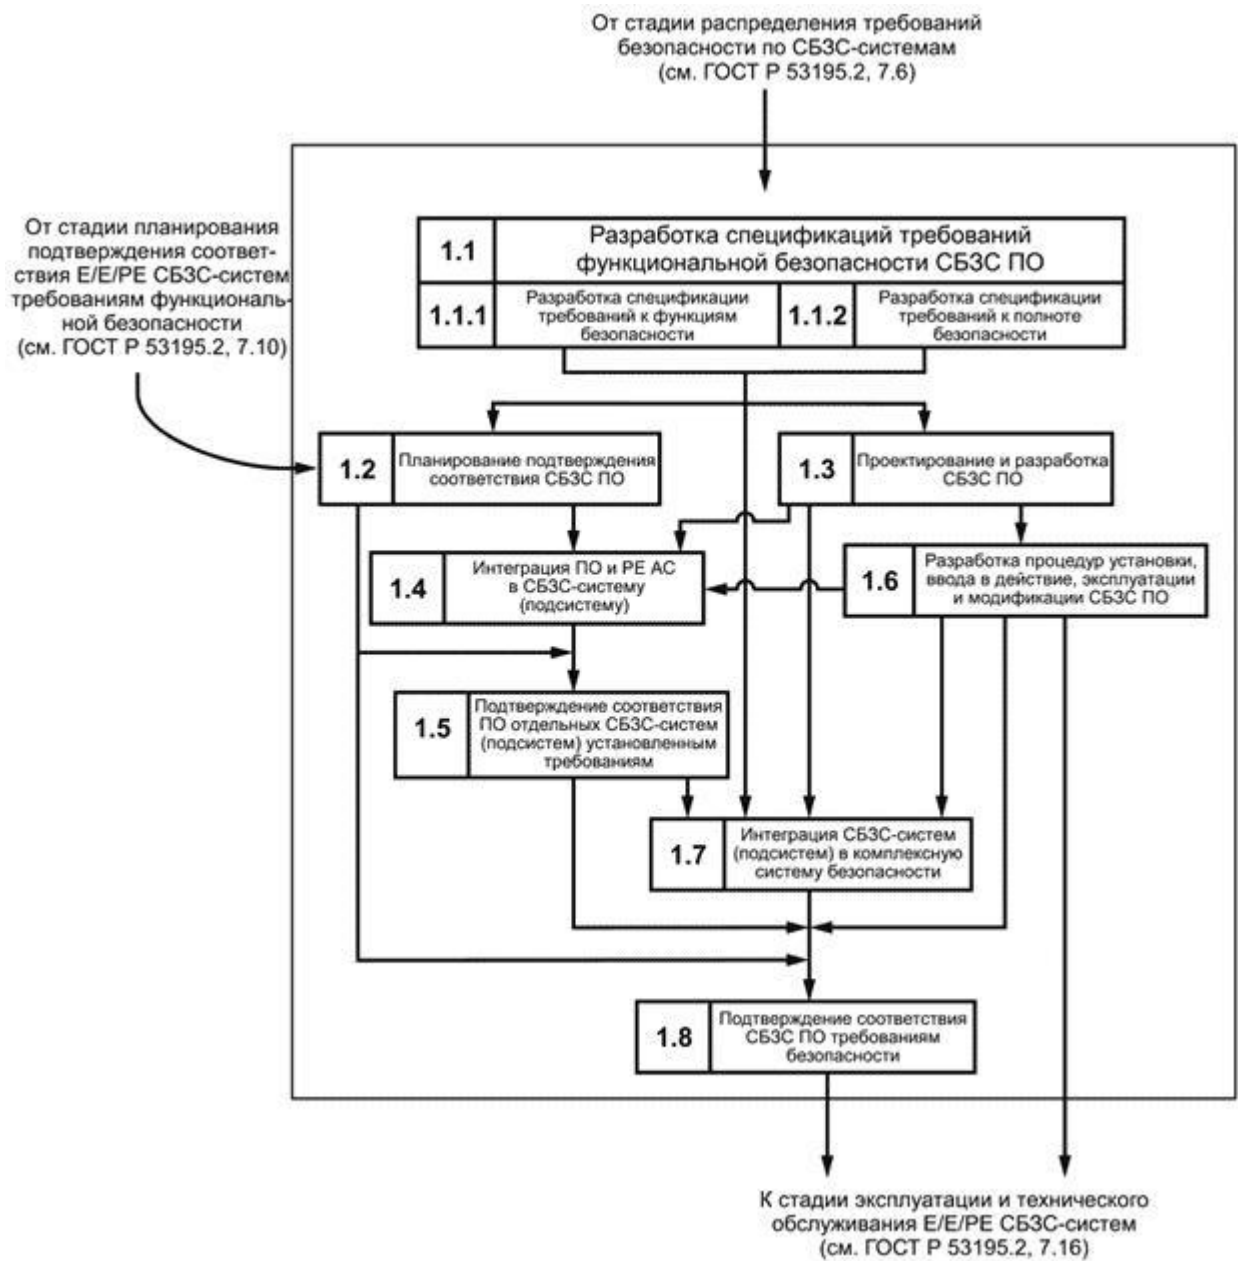 От стадии распределения требований
безопасности по СБЗС-системам
(см. ГОСТ Р 53195.2, 7.6)
От стадии планирования
подтверждения соответ-
ствия E/E/PE СБЗС-систем
требованиям функциональ-
ной безопасности
(см. ГОСТ Р 53195.2, 7.10)
1.1
Разработка спецификаций требований
функциональной безопасности СБЗС ПО
1.1.1
Разработка спецификации
требований к функциям
безопасности
1.1.2
Разработка спецификации
требований к полноте
безопасности
1.2
Планирование подтверждения
соответствия СБЗС ПО
1.3
Проектирование и разработка
СБЗС ПО
1.4
Интеграция ПО и РЕ АС
в СБЗС-систему
(подсистему)
1.6
Разработка процедур установки,
ввода в действие, эксплуатации
и модификации СБЗС ПО
1.5
Подтверждение соответствия
ПО отдельных СБЗС-систем
(подсистем) установленным
требованиям
1.7
Интеграция СБЗС-систем
(подсистем) в комплексную
систему безопасности
1.8
Подтверждение соответствия
СБЗС ПО требованиям
безопасности
К стадии эксплуатации и технического
обслуживания E/E/PE СБЗС-систем
(см. ГОСТ Р 53195.2, 7.16)